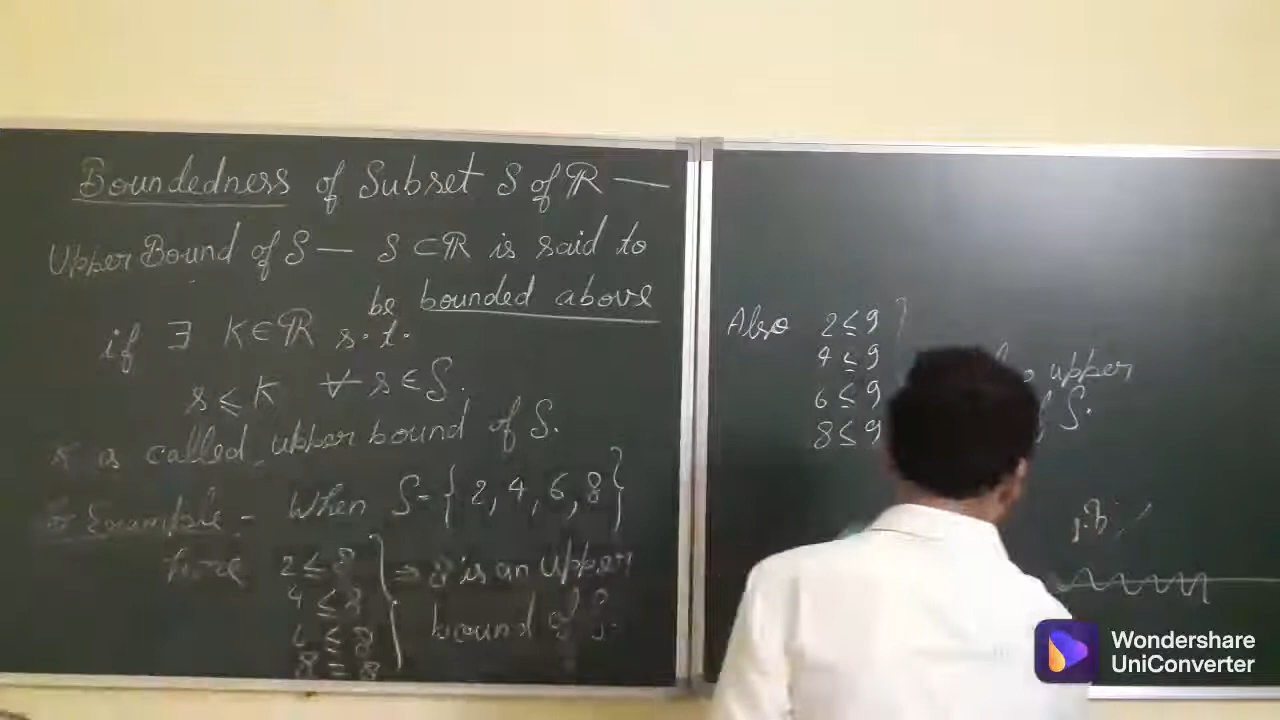 Boundedness of Subset S of ℝ —
Upper Bound of S — S ⊂ ℝ is said to
be bounded above
if ∃ K ∈ ℝ s.t.
s ≤ K ∀ s ∈ S.
K is called upper bound of S.
Example - When S = {2, 4, 6, 8}
here 2 ≤ 8
4 ≤ 8
6 ≤ 8
8 = 8
⇒ 8 is an upper
bound of S.
Also 2 ≤ 9
4 ≤ 9
6 ≤ 9
8 ≤ 9
upper
S.
Wondershare
UniConverter